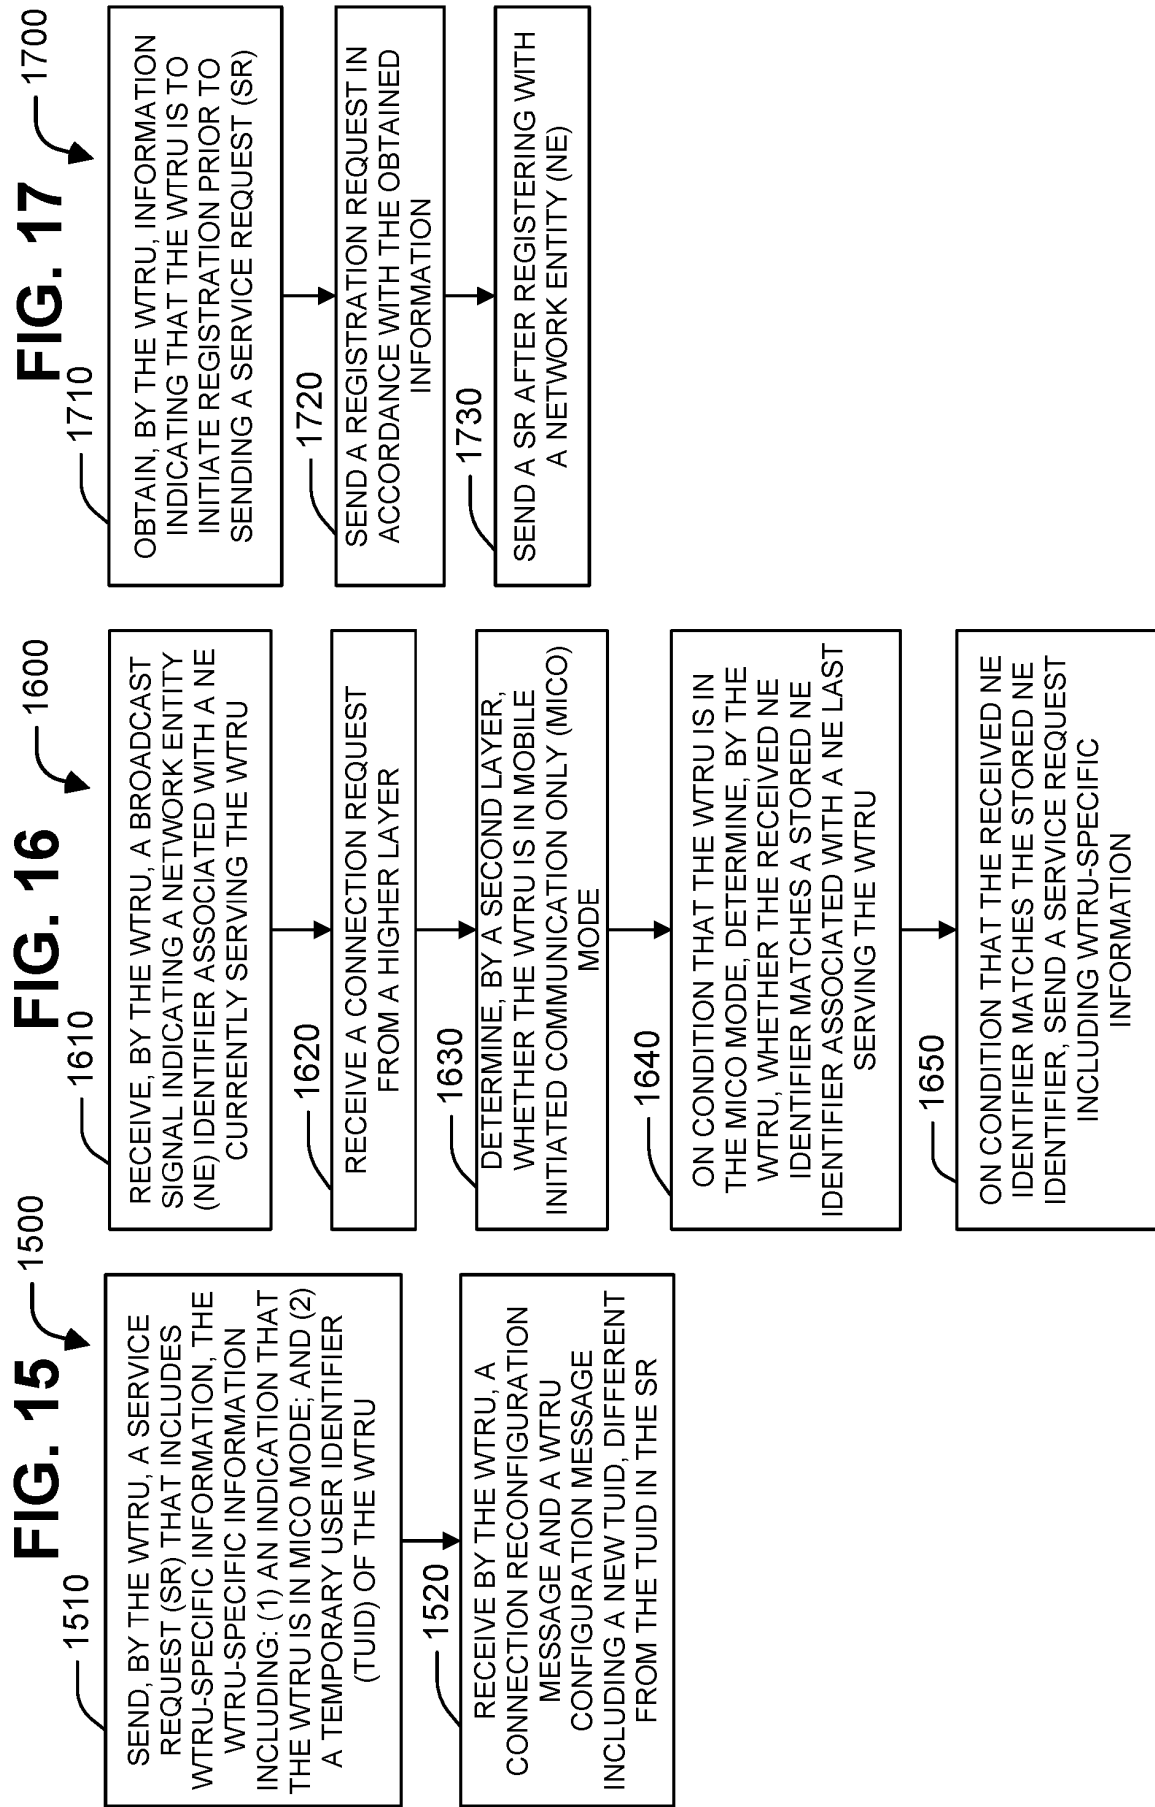 FIG. 15
1500
1510
SEND, BY THE WTRU, A SERVICE
REQUEST (SR) THAT INCLUDES
WTRU-SPECIFIC INFORMATION, THE
WTRU-SPECIFIC INFORMATION
INCLUDING: (1) AN INDICATION THAT
THE WTRU IS IN MICO MODE; AND (2)
A TEMPORARY USER IDENTIFIER
(TUID) OF THE WTRU
1520
RECEIVE BY THE WTRU, A
CONNECTION RECONFIGURATION
MESSAGE AND A WTRU
CONFIGURATION MESSAGE
INCLUDING A NEW TUID, DIFFERENT
FROM THE TUID IN THE SR
FIG. 16
1600
1610
RECEIVE, BY THE WTRU, A BROADCAST
SIGNAL INDICATING A NETWORK ENTITY
(NE) IDENTIFIER ASSOCIATED WITH A NE
CURRENTLY SERVING THE WTRU
1620
RECEIVE A CONNECTION REQUEST
FROM A HIGHER LAYER
1630
DETERMINE, BY A SECOND LAYER,
WHETHER THE WTRU IS IN MOBILE
INITIATED COMMUNICATION ONLY (MICO)
MODE
1640
ON CONDITION THAT THE WTRU IS IN
THE MICO MODE, DETERMINE, BY THE
WTRU, WHETHER THE RECEIVED NE
IDENTIFIER MATCHES A STORED NE
IDENTIFIER ASSOCIATED WITH A NE LAST
SERVING THE WTRU
1650
ON CONDITION THAT THE RECEIVED NE
IDENTIFIER MATCHES THE STORED NE
IDENTIFIER, SEND A SERVICE REQUEST
INCLUDING WTRU-SPECIFIC
INFORMATION
FIG. 17
1700
1710
OBTAIN, BY THE WTRU, INFORMATION
INDICATING THAT THE WTRU IS TO
INITIATE REGISTRATION PRIOR TO
SENDING A SERVICE REQUEST (SR)
1720
SEND A REGISTRATION REQUEST IN
ACCORDANCE WITH THE OBTAINED
INFORMATION
1730
SEND A SR AFTER REGISTERING WITH
A NETWORK ENTITY (NE)